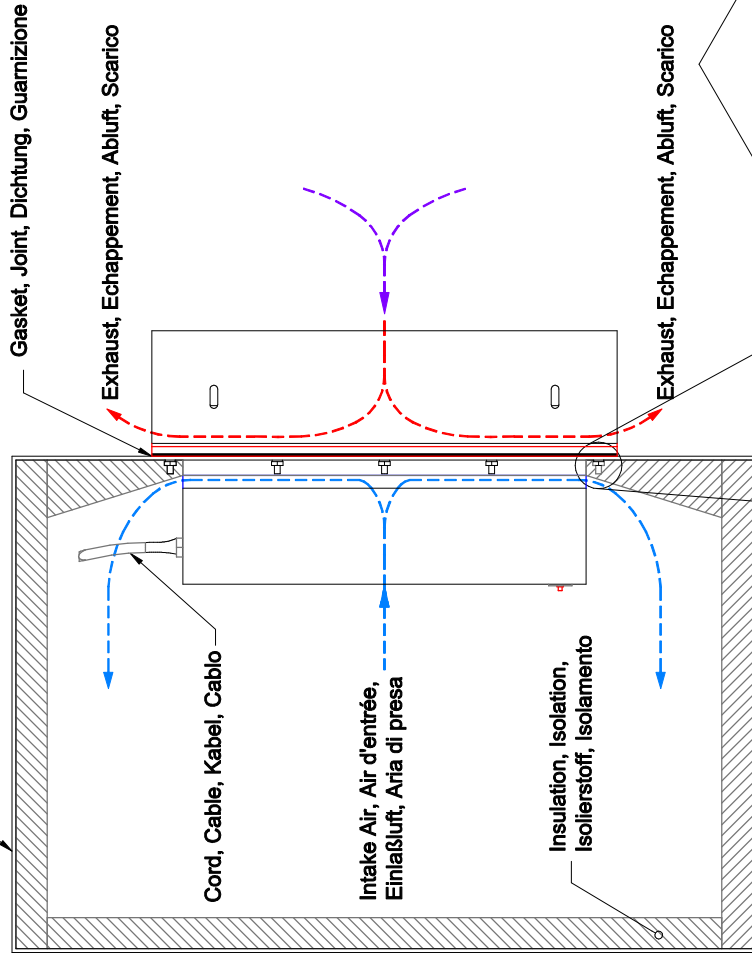 Gasket, Joint, Dichtung, Guarnizione
Exhaust, Echappement, Abluft, Scarico
Exhaust, Echappement, Abluft, Scarico
Cord, Cable, Kabel, Cablo
Intake Air, Air d'entrée,
Einlaßluft, Aria di presa
Insulation, Isolation,
Isolierstoff, Isolamento